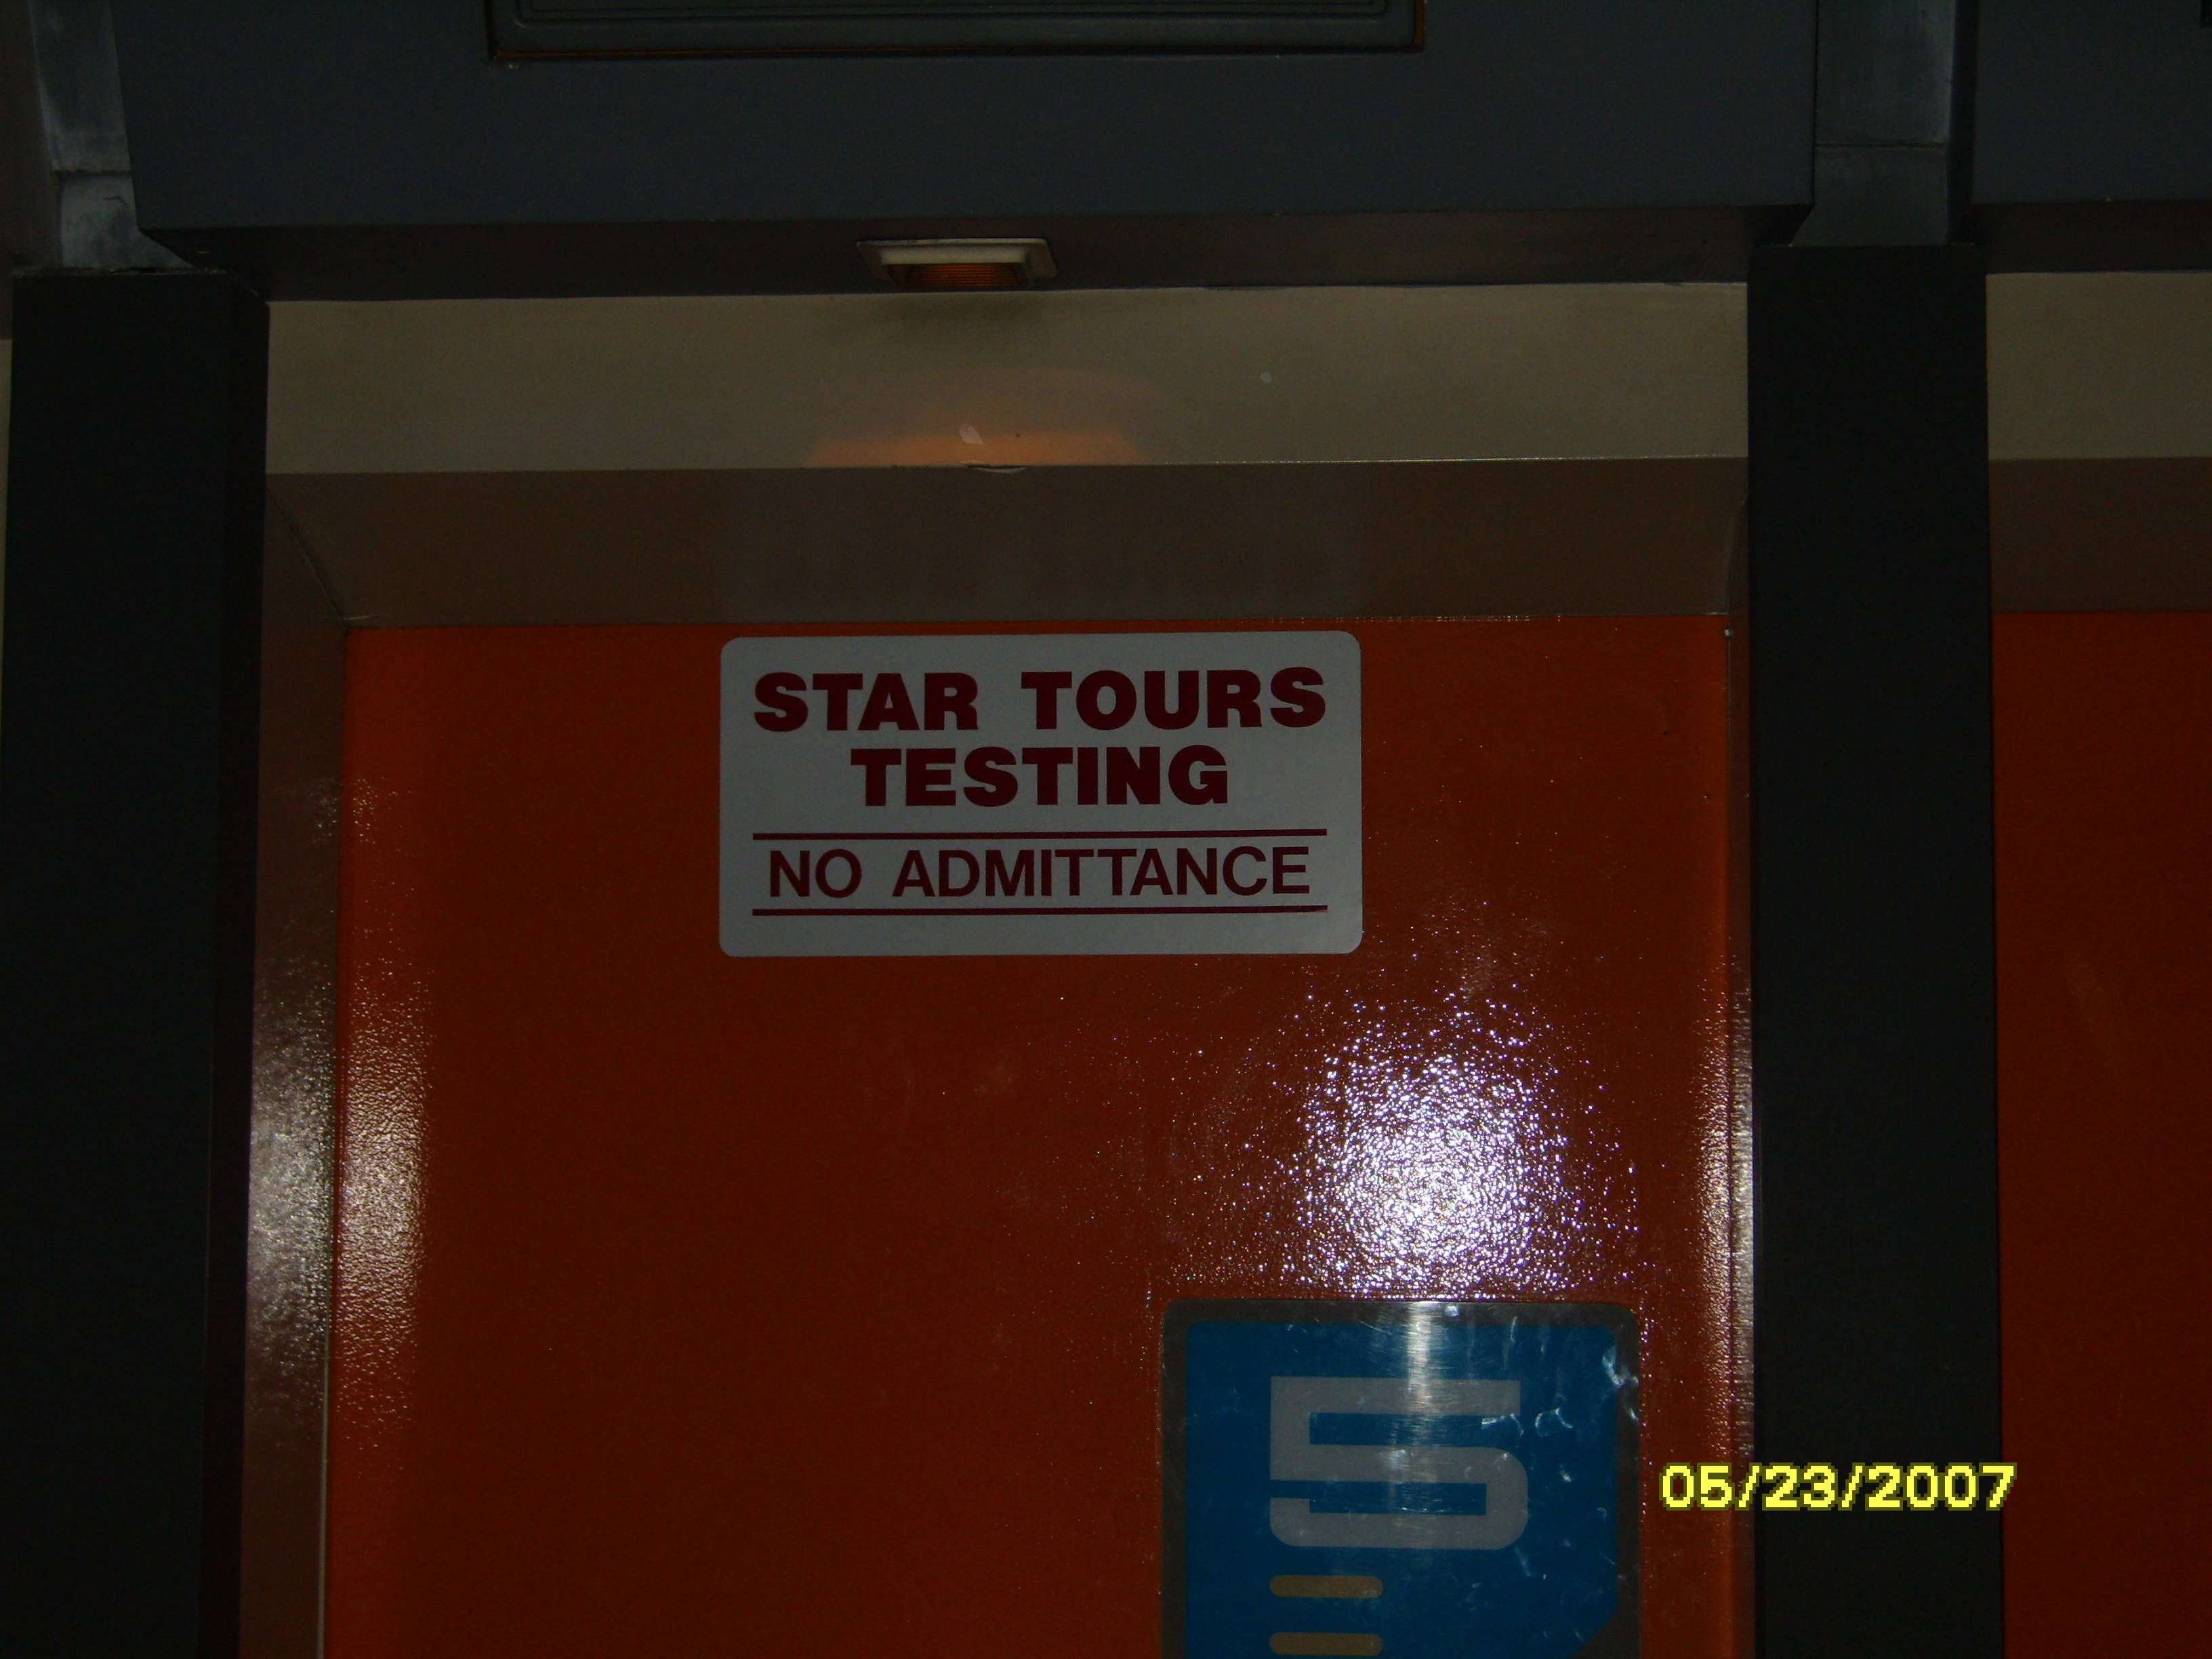 STAR TOURS
TESTING
NO ADMITTANCE
5
05/23/2007